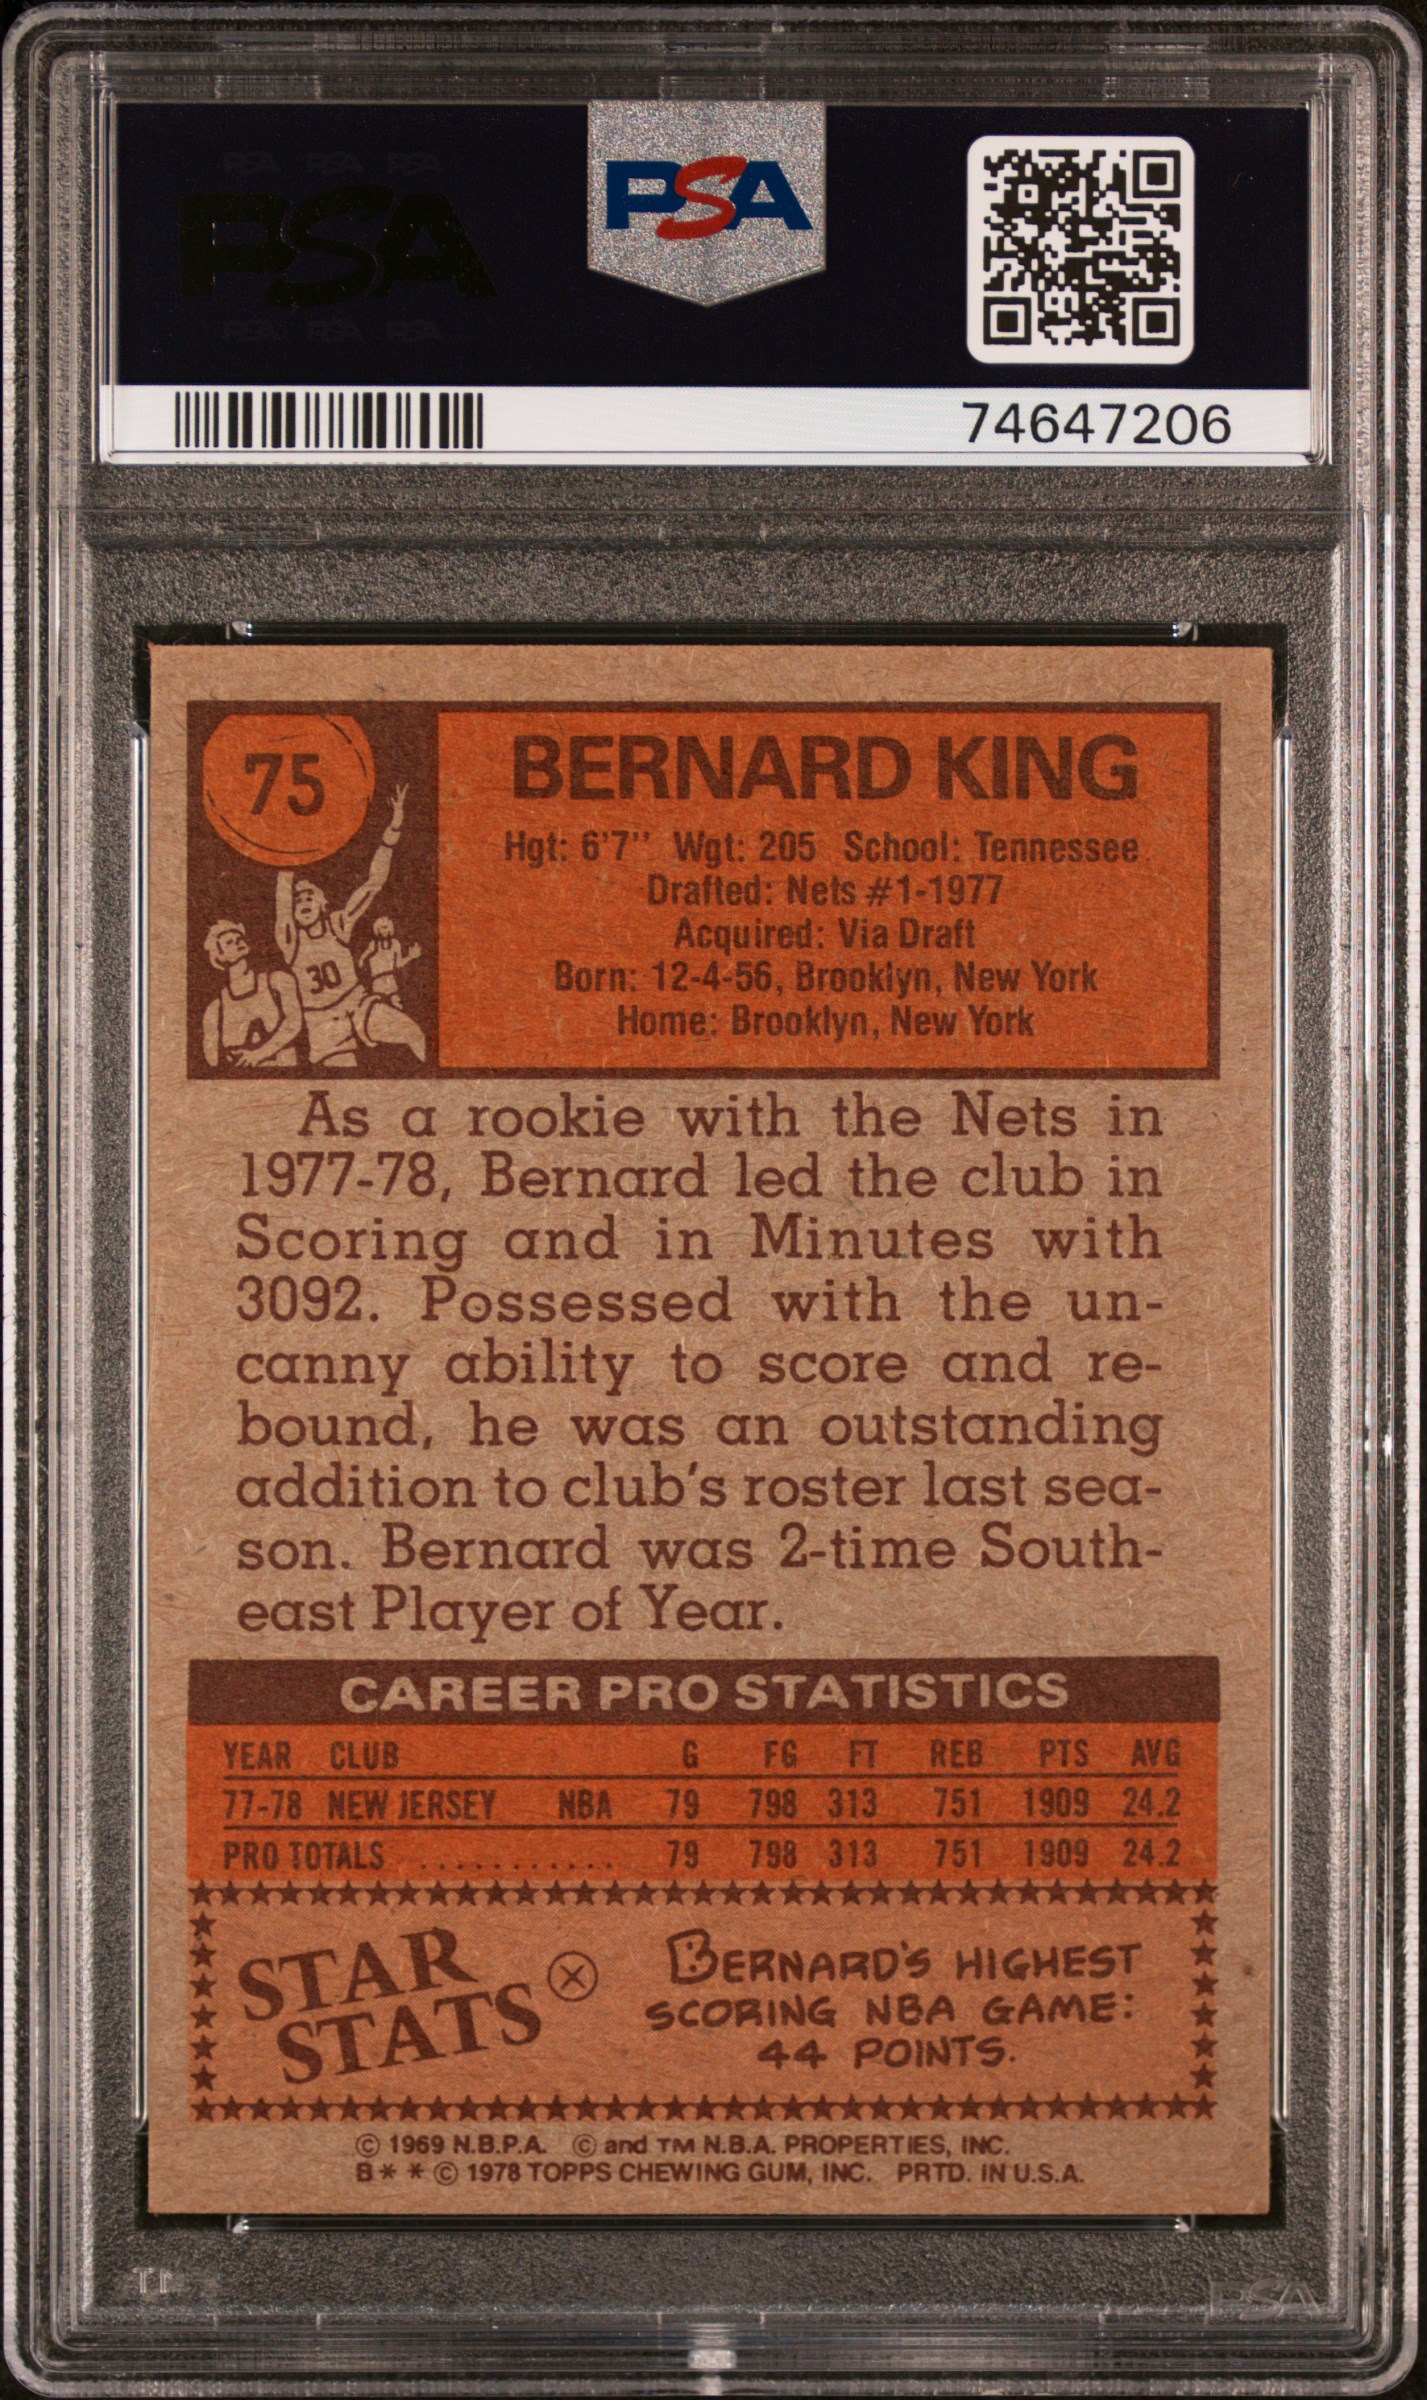 PSA PSA PSA
PSA
PSA PSA PSA
PSA
74647206
75
30
BERNARD KING
Hgt: 6'7" Wgt: 205 School: Tennessee
Drafted: Nets #1-1977
Acquired: Via Draft
Born: 12-4-56, Brooklyn, New York
Home: Brooklyn, New York
As a rookie with the Nets in
1977-78, Bernard led the club in
Scoring and in Minutes with
3092. Possessed with the un-
canny ability to score and re-
bound, he was an outstanding
addition to club's roster last sea-
son. Bernard was 2-time South-
east Player of Year.
CAREER PRO STATISTICS
YEAR CLUB G FG FT REB PTS AVG
77-78 NEW JERSEY NBA 79 798 313 751 1909 24.2
PRO TOTALS ............ 79 798 313 751 1909 24.2
STAR
STATS
BERNARD'S HIGHEST
SCORING NBA GAME:
44 POINTS.
© 1969 N.B.P.A. © and TM N.B.A. PROPERTIES, INC.
B* * © 1978 TOPPS CHEWING GUM, INC. PRTD. IN U.S.A.
PSA